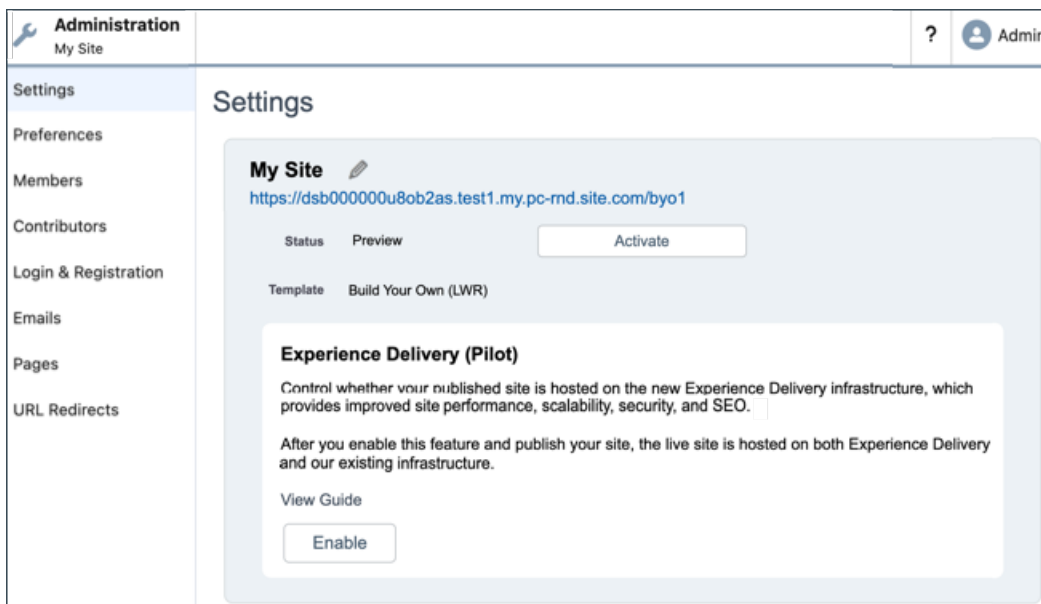 Administration
My Site
?
Admin
Settings
Preferences
Members
Contributors
Login & Registration
Emails
Pages
URL Redirects
Settings
My Site
https://dsb000000u8ob2as.test1.my.pc-rnd.site.com/byo1
Status Preview Activate
Template Build Your Own (LWR)
Experience Delivery (Pilot)
Control whether your published site is hosted on the new Experience Delivery infrastructure, which
provides improved site performance, scalability, security, and SEO.
After you enable this feature and publish your site, the live site is hosted on both Experience Delivery
and our existing infrastructure.
View Guide
Enable